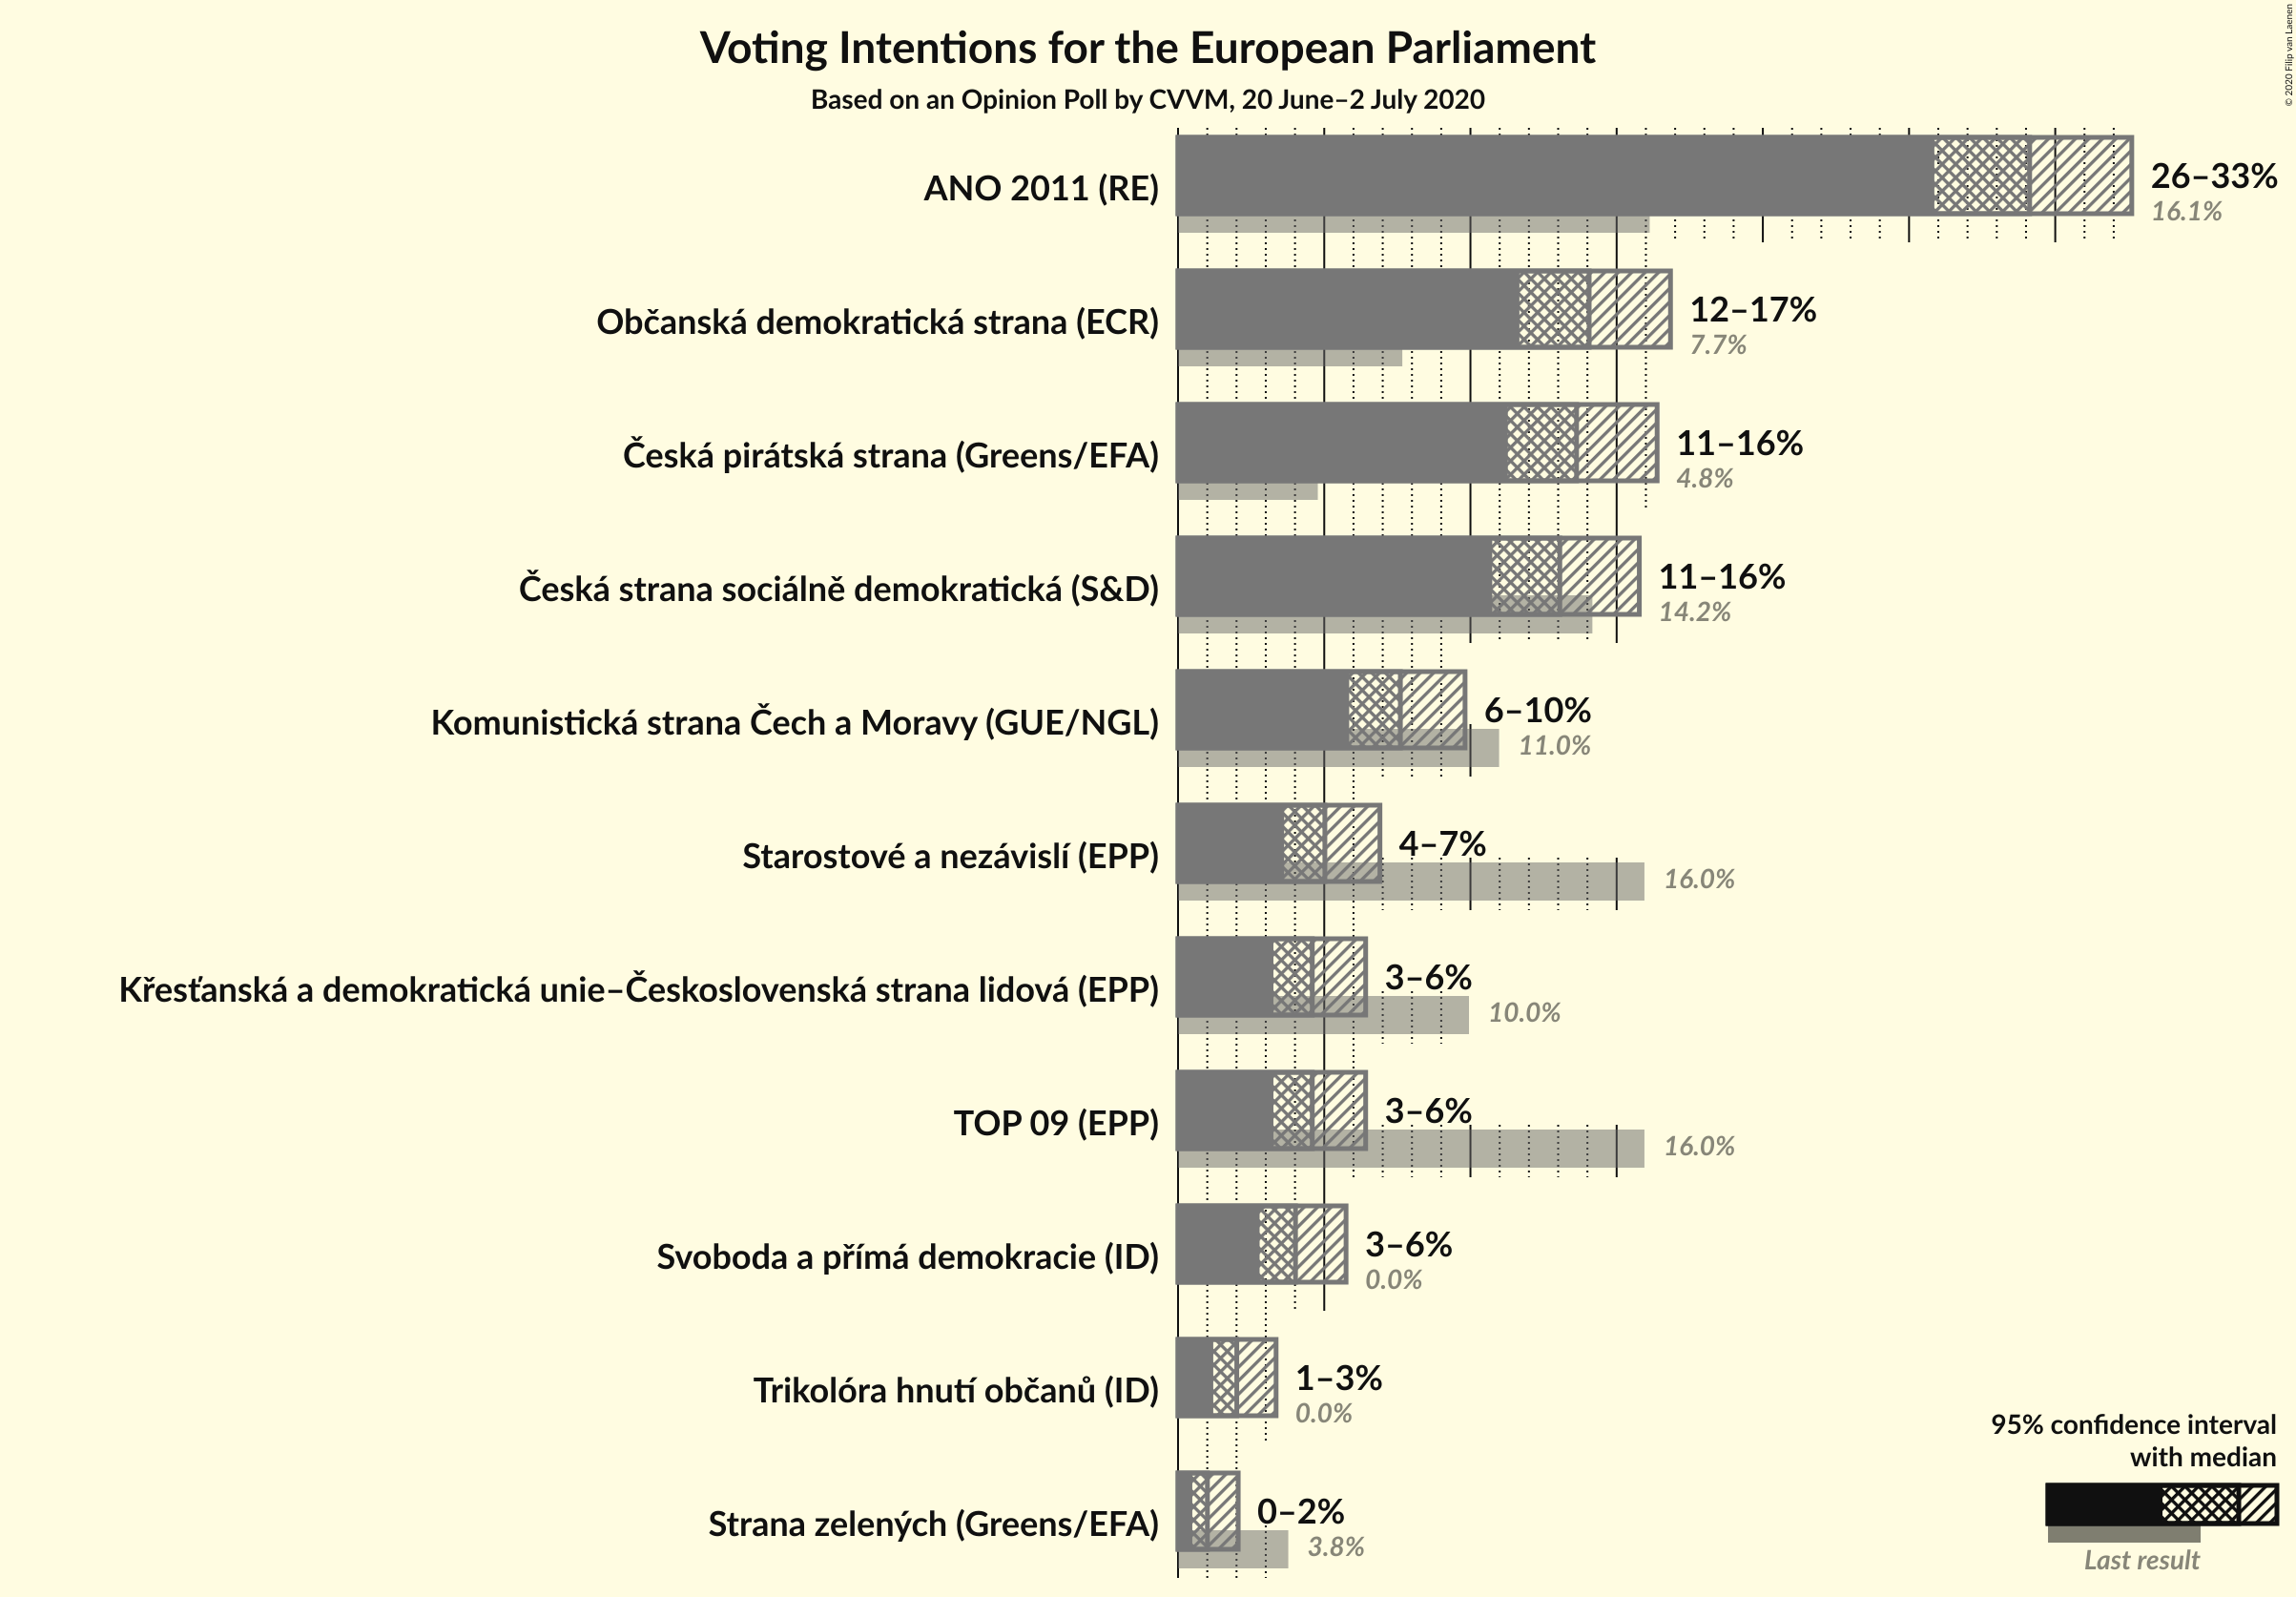 Voting Intentions for the European Parliament
Based on an Opinion Poll by CVVM, 20 June–2 July 2020
© 2020 Filip van Laenen
ANO 2011 (RE)
26–33%
16.1%
Občanská demokratická strana (ECR)
12–17%
7.7%
Česká pirátská strana (Greens/EFA)
11–16%
4.8%
Česká strana sociálně demokratická (S&D)
11–16%
14.2%
Komunistická strana Čech a Moravy (GUE/NGL)
6–10%
11.0%
Starostové a nezávislí (EPP)
4–7%
16.0%
Křesťanská a demokratická unie–Československá strana lidová (EPP)
3–6%
10.0%
TOP 09 (EPP)
3–6%
16.0%
Svoboda a přímá demokracie (ID)
3–6%
0.0%
Trikolóra hnutí občanů (ID)
1–3%
0.0%
Strana zelených (Greens/EFA)
0–2%
3.8%
95% confidence interval
with median
Last result